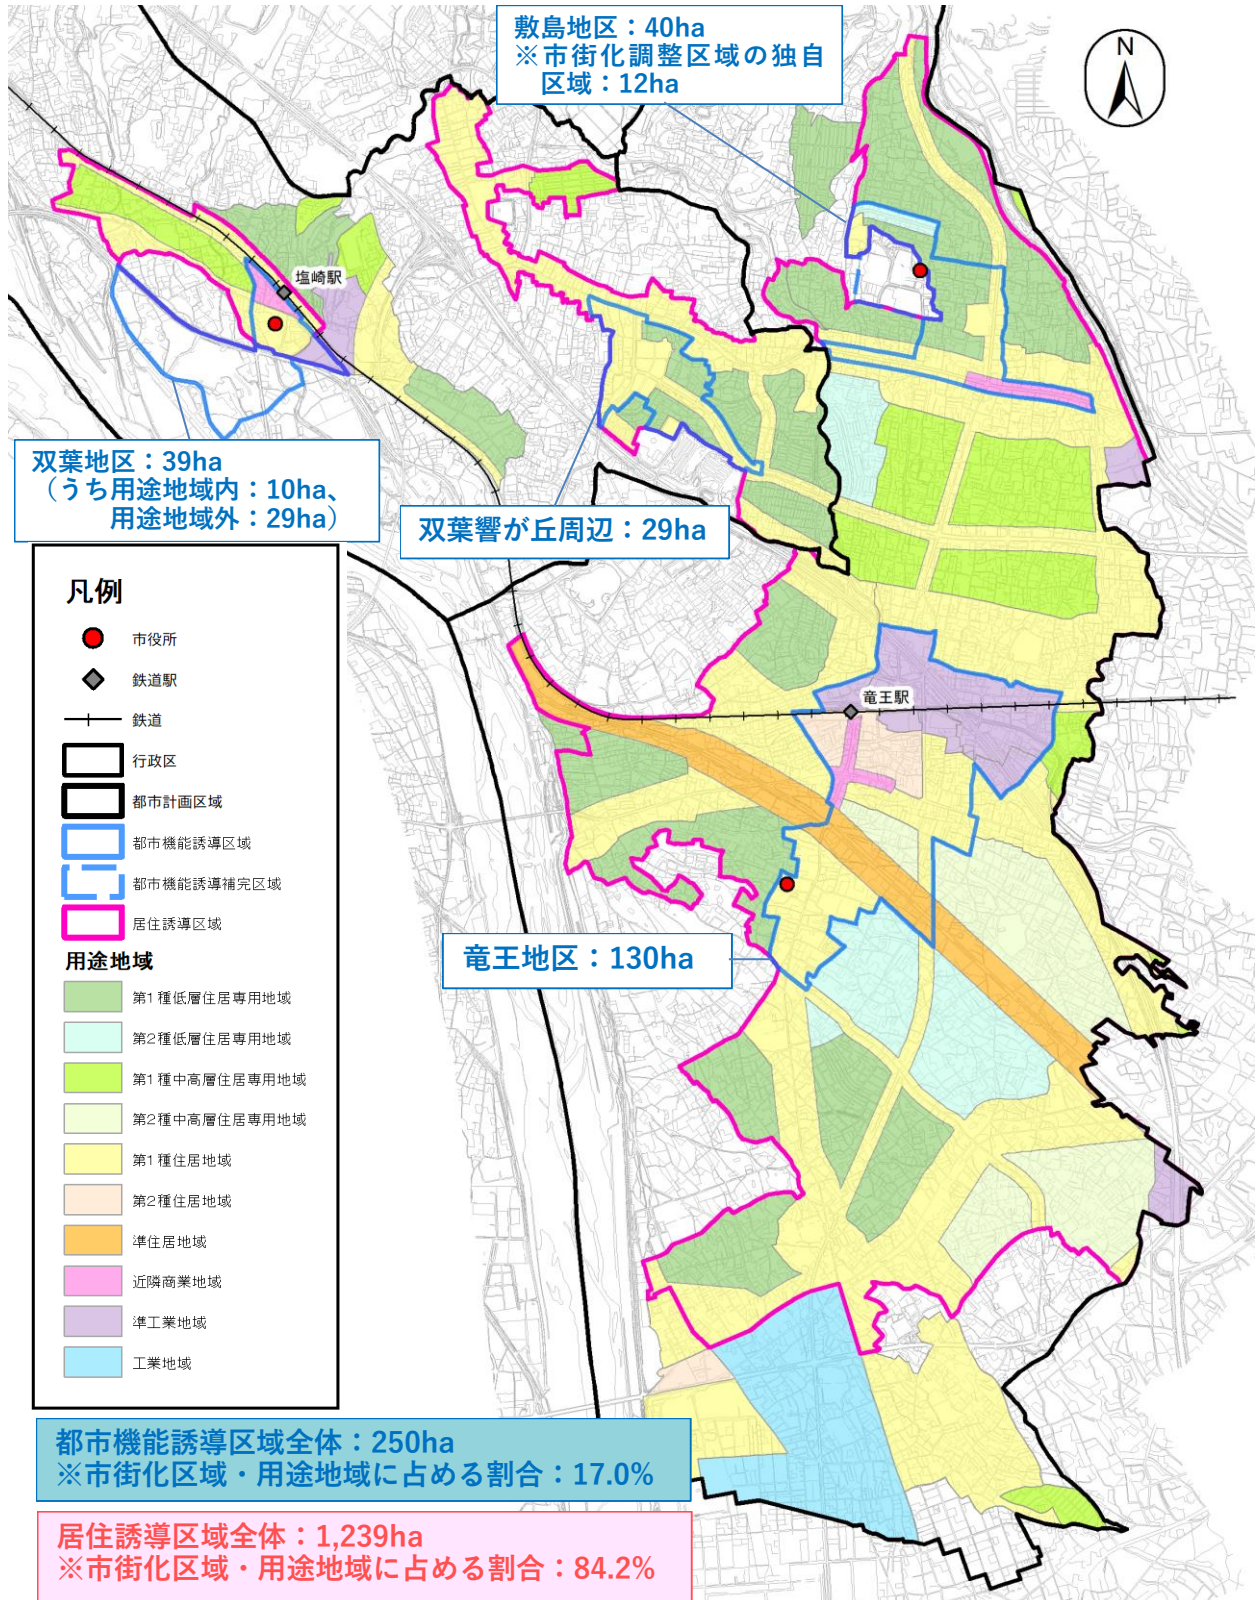 敷島地区：40ha
※市街化調整区域の独自
区域：12ha
N
塩崎駅
双葉地区：39ha
（うち用途地域内：10ha、
用途地域外：29ha）
双葉響が丘周辺：29ha
竜王駅
竜王地区：130ha
凡例
市役所
鉄道駅
鉄道
行政区
都市計画区域
都市機能誘導区域
都市機能誘導補完区域
居住誘導区域
用途地域
第1種低層住居専用地域
第2種低層住居専用地域
第1種中高層住居専用地域
第2種中高層住居専用地域
第1種住居地域
第2種住居地域
準住居地域
近隣商業地域
準工業地域
工業地域
都市機能誘導区域全体：250ha
※市街化区域・用途地域に占める割合：17.0%
居住誘導区域全体：1,239ha
※市街化区域・用途地域に占める割合：84.2%